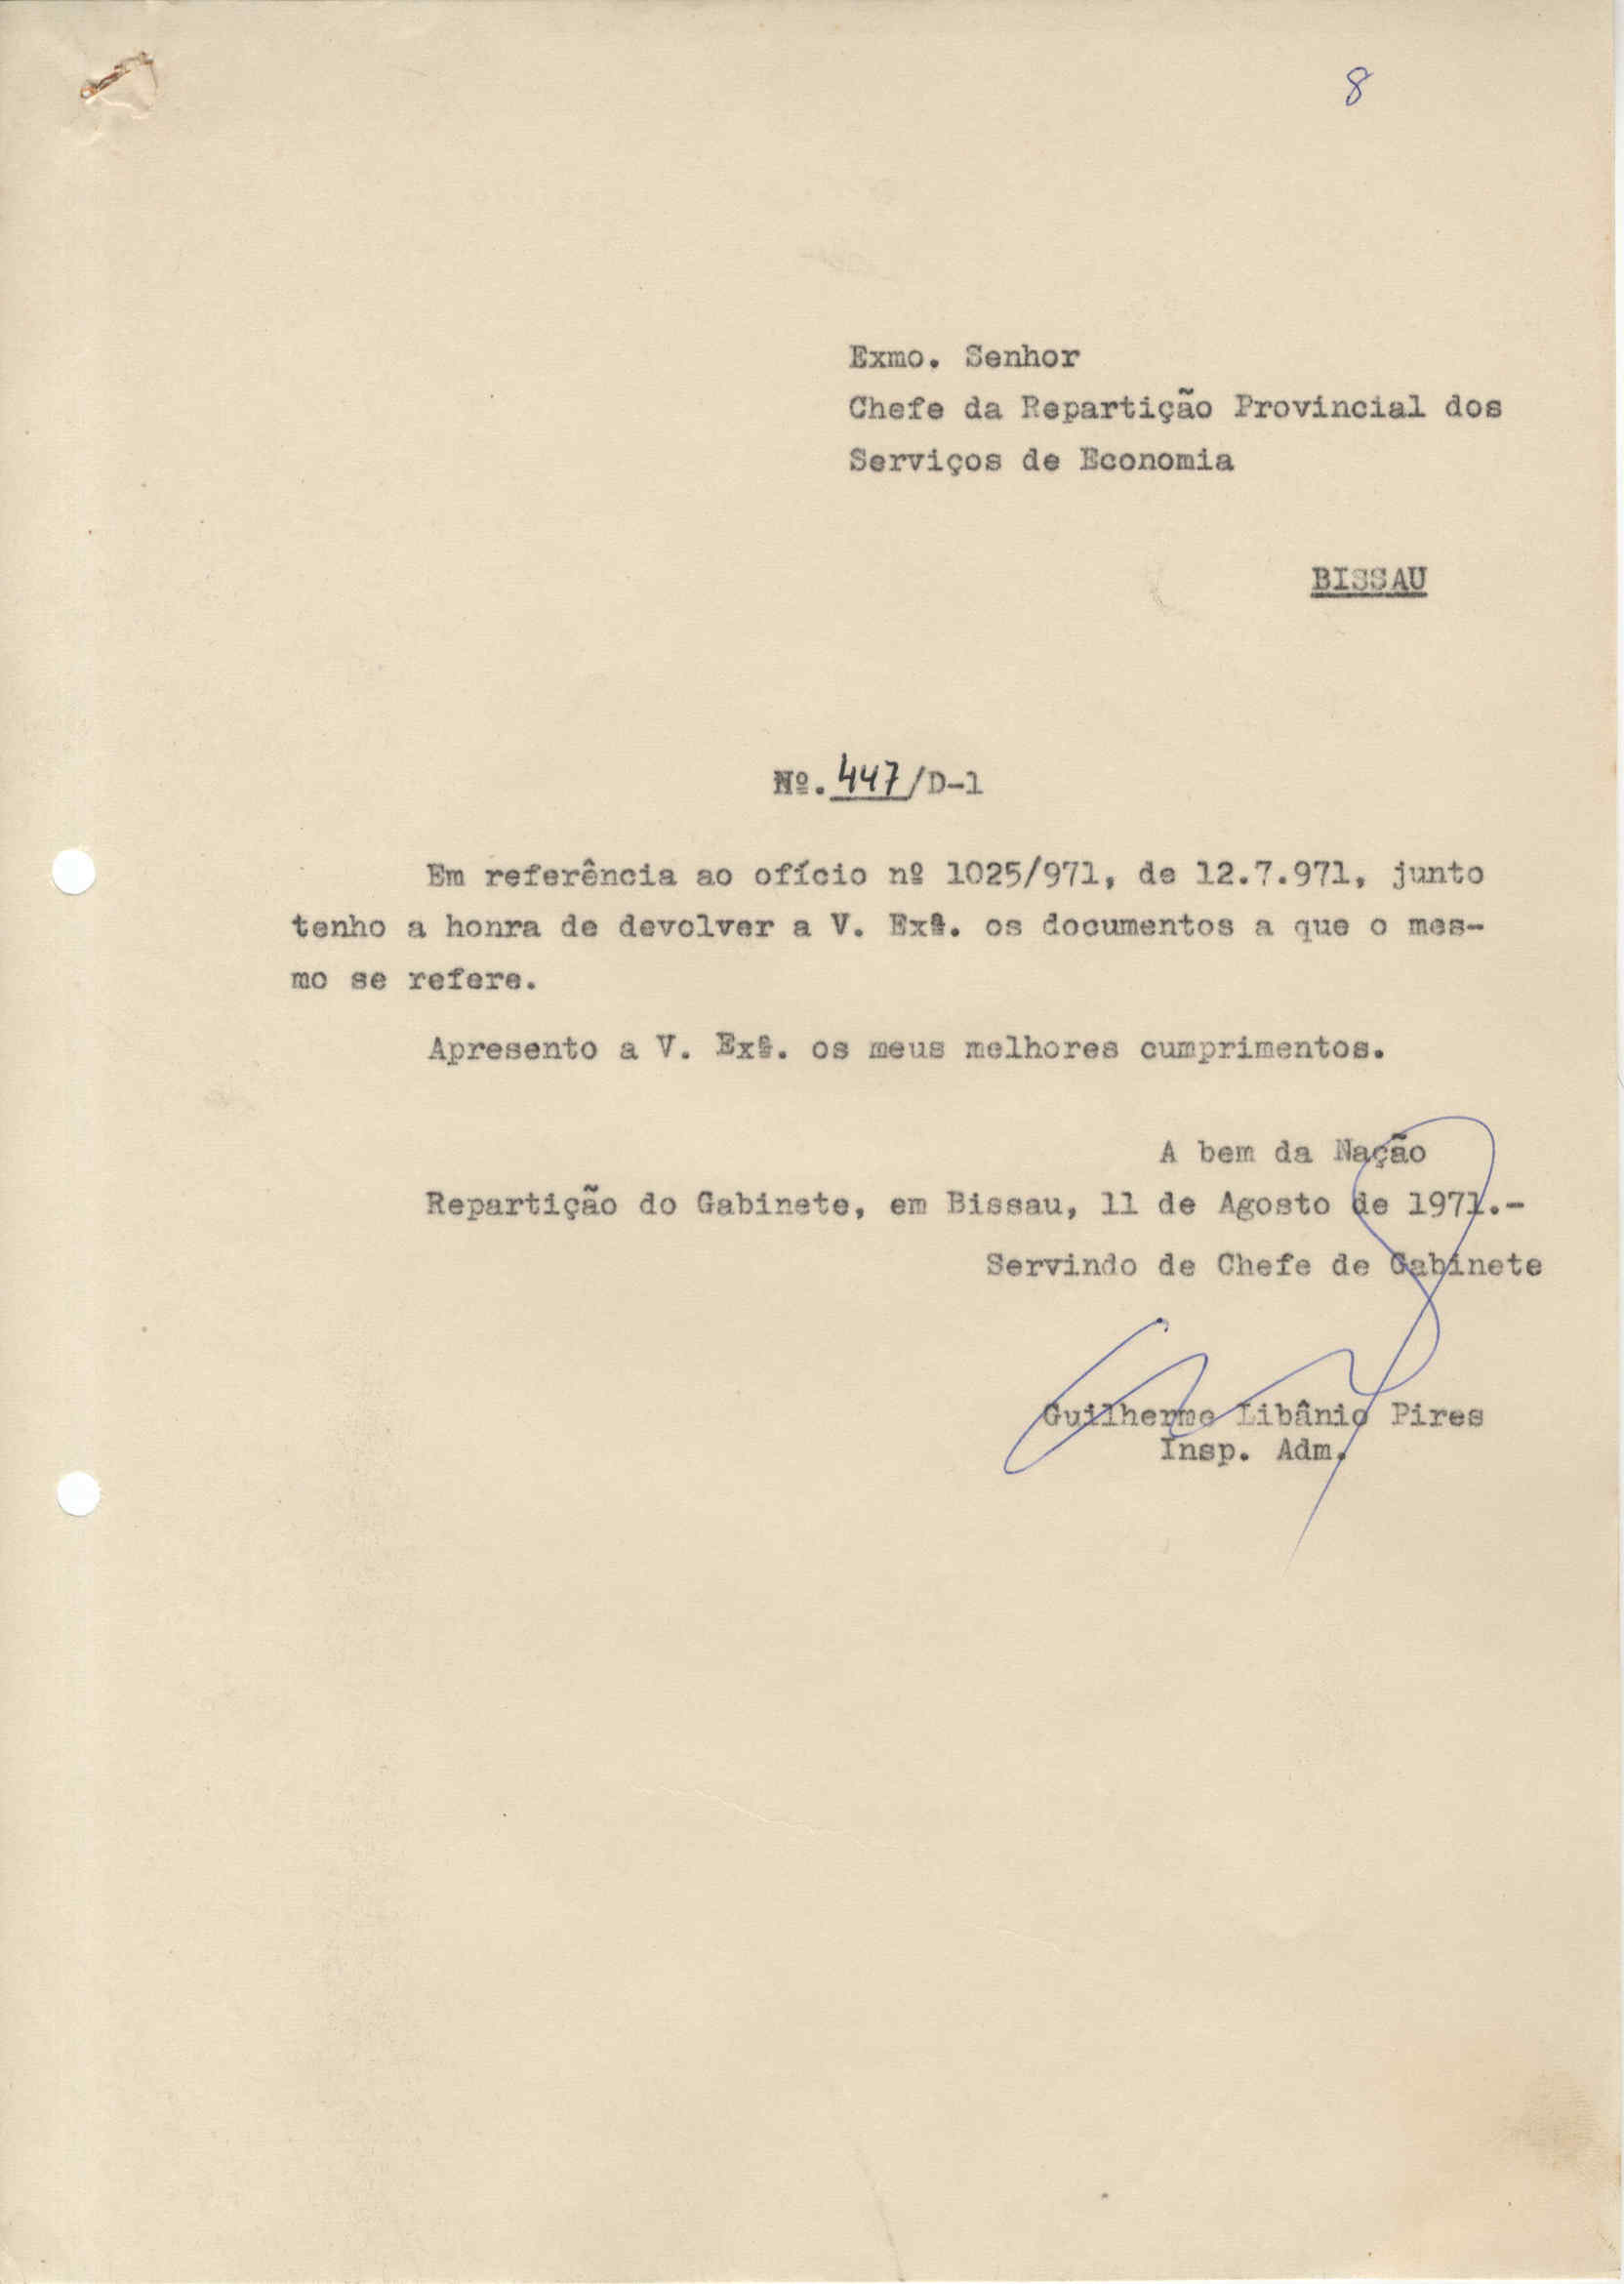 8
Exmo. Senhor
Chefe da Repartição Provincial dos
Serviços de Economia
BISSAU
Nº. 447/D-1
Em referência ao ofício nº 1025/971, de 12.7.971, junto
tenho a honra de devolver a V. Exª. os documentos a que o mes-
mo se refere.
Apresento a V. Exª. os meus melhores cumprimentos.
A bem da Nação
Repartição do Gabinete, em Bissau, 11 de Agosto de 1971.-
Servindo de Chefe de Gabinete
Guilherme Libânio Pires
Insp. Adm.